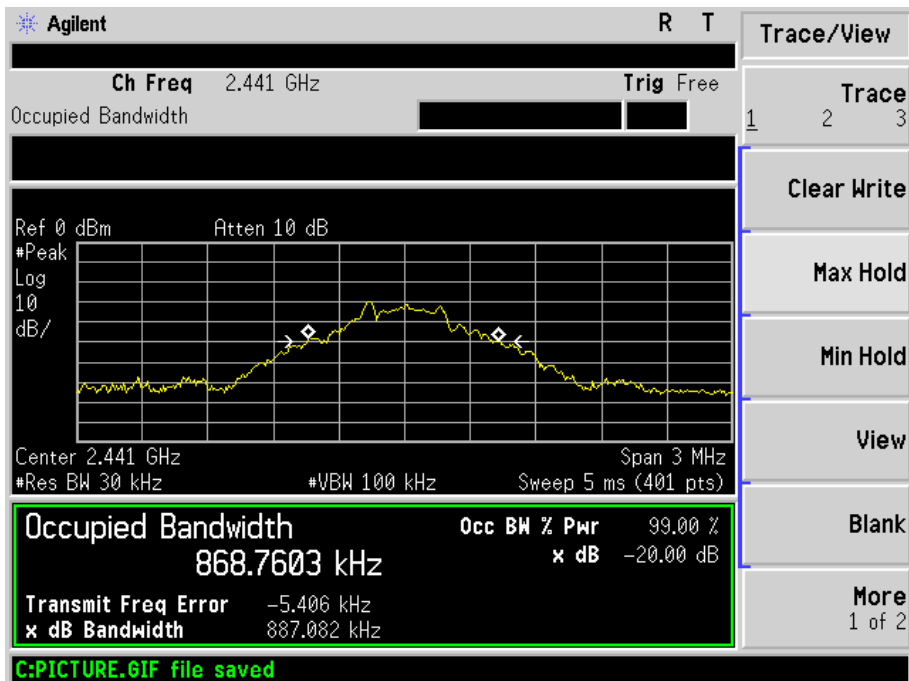 Agilent R T
Ch Freq 2.441 GHz Trig Free
Occupied Bandwidth
Ref 0 dBm Atten 10 dB
#Peak
Log
10
dB/
Center 2.441 GHz Span 3 MHz
#Res BW 30 kHz #VBW 100 kHz Sweep 5 ms (401 pts)
Occupied Bandwidth Occ BW % Pwr 99.00 %
868.7603 kHz x dB -20.00 dB
Transmit Freq Error -5.406 kHz
x dB Bandwidth 887.082 kHz
C:PICTURE.GIF file saved
Trace/View
Trace
1 2 3
Clear Write
Max Hold
Min Hold
View
Blank
More
1 of 2